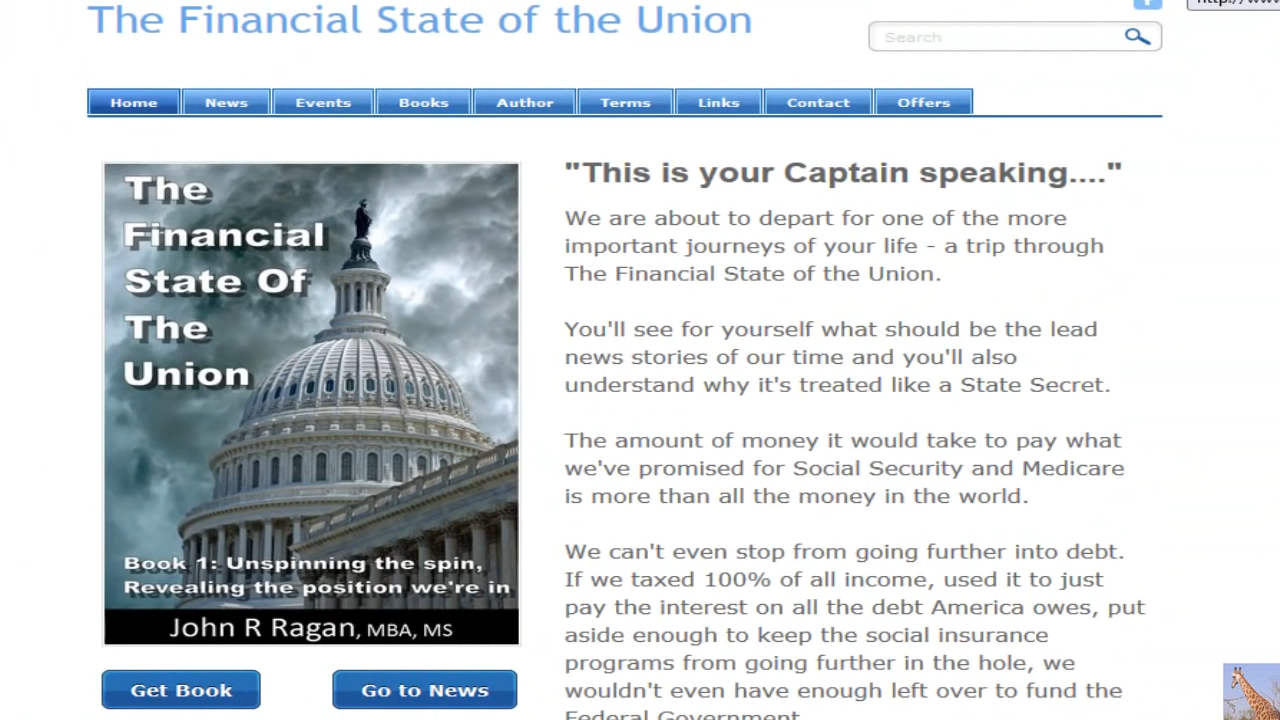 The Financial State of the Union
Search
Home News Events Books Author Terms Links Contact Offers
The
Financial
State Of
The
Union
Book 1: Unspinning the spin,
Revealing the position we're in
John R Ragan, MBA, MS
Get Book
Go to News
"This is your Captain speaking...."
We are about to depart for one of the more
important journeys of your life - a trip through
The Financial State of the Union.
You'll see for yourself what should be the lead
news stories of our time and you'll also
understand why it's treated like a State Secret.
The amount of money it would take to pay what
we've promised for Social Security and Medicare
is more than all the money in the world.
We can't even stop from going further into debt.
If we taxed 100% of all income, used it to just
pay the interest on all the debt America owes, put
aside enough to keep the social insurance
programs from going further in the hole, we
wouldn't even have enough left over to fund the
Federal Government